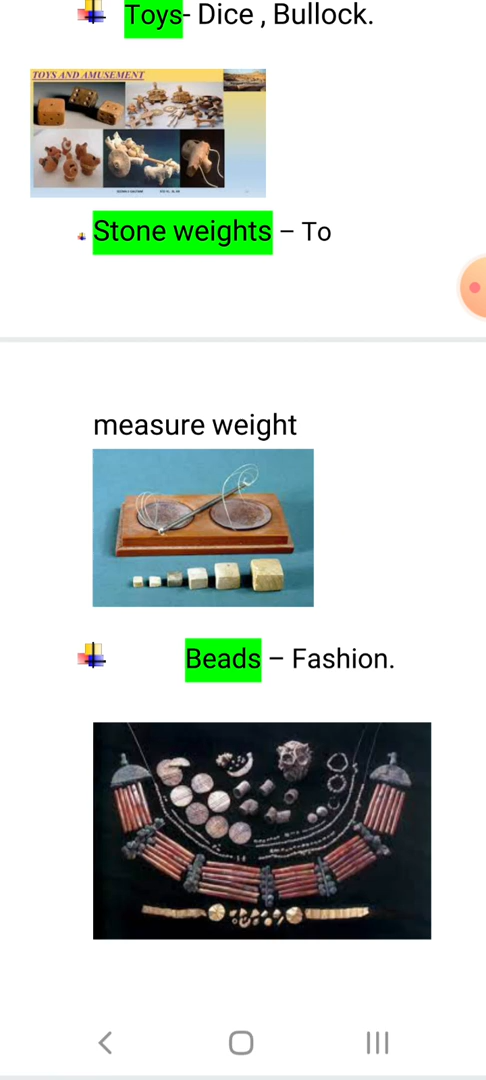 Toys- Dice , Bullock.
TOYS AND AMUSEMENT
Stone weights – To
measure weight
Beads – Fashion.